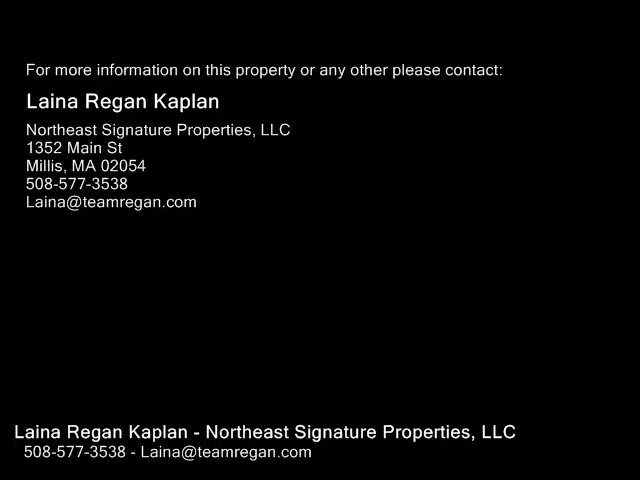 For more information on this property or any other please contact:
Laina Regan Kaplan
Northeast Signature Properties, LLC
1352 Main St
Millis, MA 02054
508-577-3538
Laina@teamregan.com
Laina Regan Kaplan - Northeast Signature Properties, LLC
508-577-3538 - Laina@teamregan.com